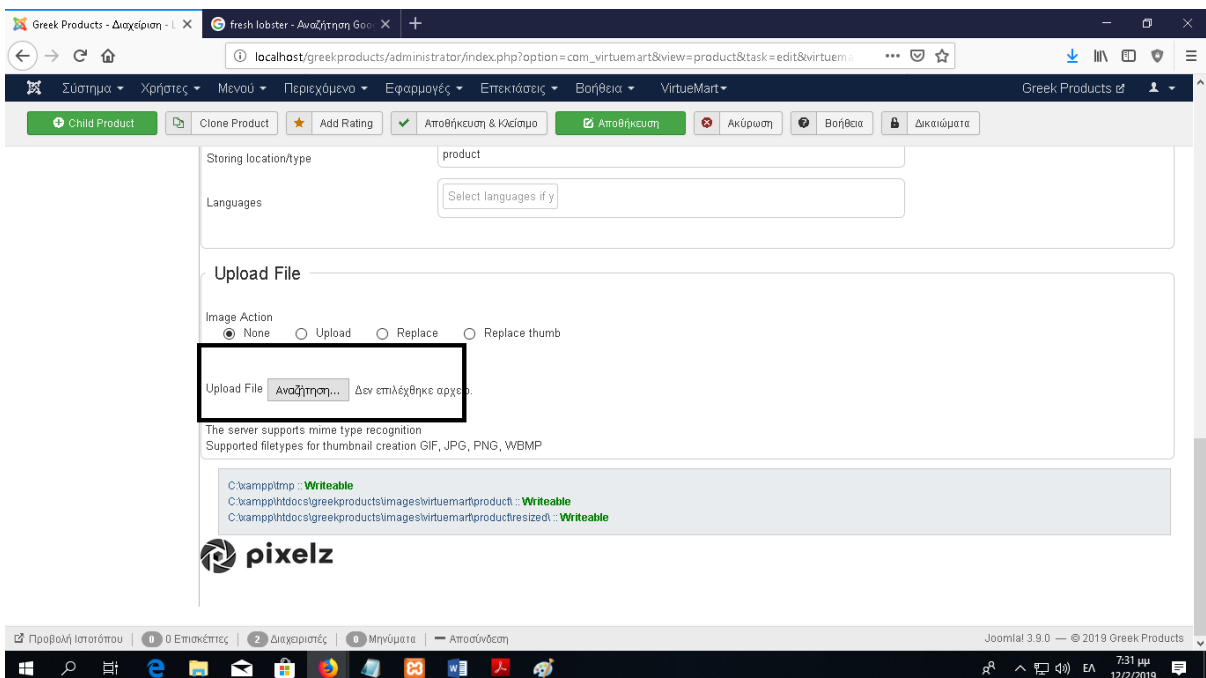 Greek Products - Διαχείριση - L
fresh lobster - Αναζήτηση Goo
localhost/greekproducts/administrator/index.php?option=com_virtuemart&view=product&task=edit&virtuema
Σύστημα Χρήστες Μενού Περιεχόμενο Εφαρμογές Επεκτάσεις Βοήθεια VirtueMart Greek Products
Child Product Clone Product Add Rating Αποθήκευση & Κλείσιμο Αποθήκευση Ακύρωση Βοήθεια Δικαιώματα
Storing location/type product
Languages Select languages if y
Upload File
Image Action
None Upload Replace Replace thumb
Upload File Αναζήτηση... Δεν επιλέχθηκε αρχείο.
The server supports mime type recognition
Supported filetypes for thumbnail creation GIF, JPG, PNG, WBMP
C:\xampp\tmp :: Writeable
C:\xampp\htdocs\greekproducts\images\virtuemart\product\ :: Writeable
C:\xampp\htdocs\greekproducts\images\virtuemart\product\resized\ :: Writeable
pixelz
Προβολή Ιστοτόπου 0 0 Επισκέπτες 2 Διαχειριστές 0 Μηνύματα Αποσύνδεση Joomla! 3.9.0 — © 2019 Greek Products
ΕΛ 7:31 μμ
12/2/2019